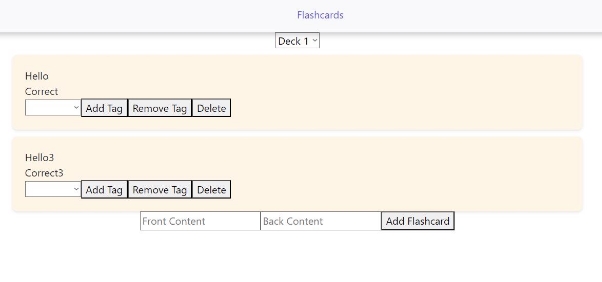 Flashcards
Deck 1
Hello
Correct
Add Tag Remove Tag Delete
Hello3
Correct3
Add Tag Remove Tag Delete
Front Content Back Content Add Flashcard